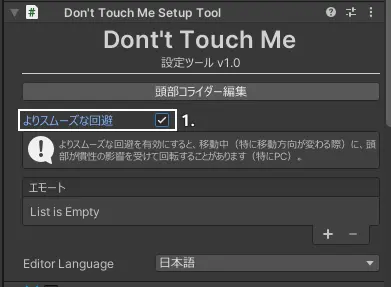 Don't Touch Me Setup Tool
Dont't Touch Me
設定ツール v1.0
頭部コライダー編集
よりスムーズな回避
1.
よりスムーズな回避を有効にすると、移動中（特に移動方向が変わる際）に、頭
部が慣性の影響を受けて回転することがあります（特にPC）。
エモート
List is Empty
Editor Language
日本語